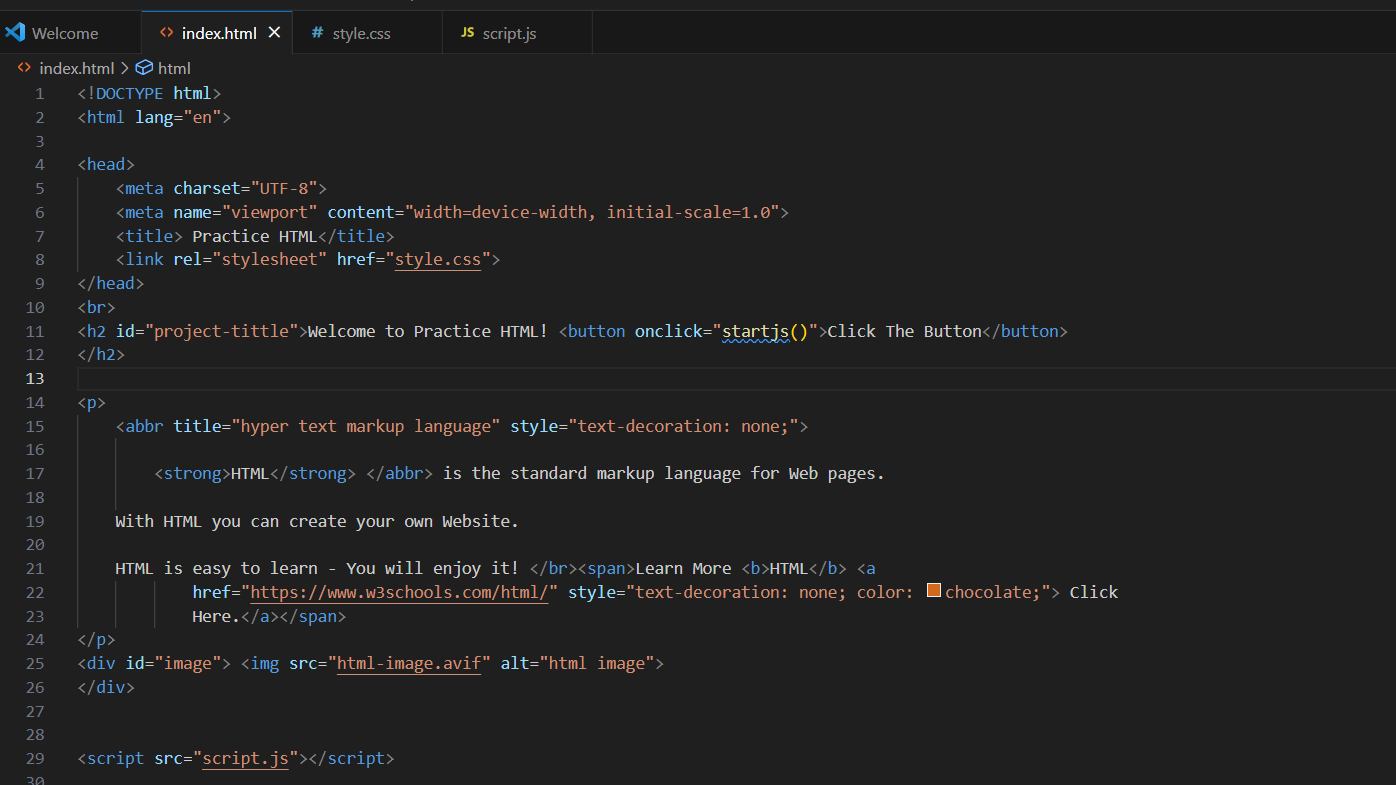 Welcome
index.html
style.css
script.js
index.html > html
1 <!DOCTYPE html>
2 <html lang="en">
3
4 <head>
5 <meta charset="UTF-8">
6 <meta name="viewport" content="width=device-width, initial-scale=1.0">
7 <title> Practice HTML</title>
8 <link rel="stylesheet" href="style.css">
9 </head>
10 <br>
11 <h2 id="project-tittle">Welcome to Practice HTML! <button onclick="startjs()">Click The Button</button>
12 </h2>
13
14 <p>
15 <abbr title="hyper text markup language" style="text-decoration: none;">
16
17 <strong>HTML</strong> </abbr> is the standard markup language for Web pages.
18
19 With HTML you can create your own Website.
20
21 HTML is easy to learn - You will enjoy it! </br><span>Learn More <b>HTML</b> <a
22 href="https://www.w3schools.com/html/" style="text-decoration: none; color: chocolate;"> Click
23 Here.</a></span>
24 </p>
25 <div id="image"> <img src="html-image.avif" alt="html image">
26 </div>
27
28
29 <script src="script.js"></script>
30